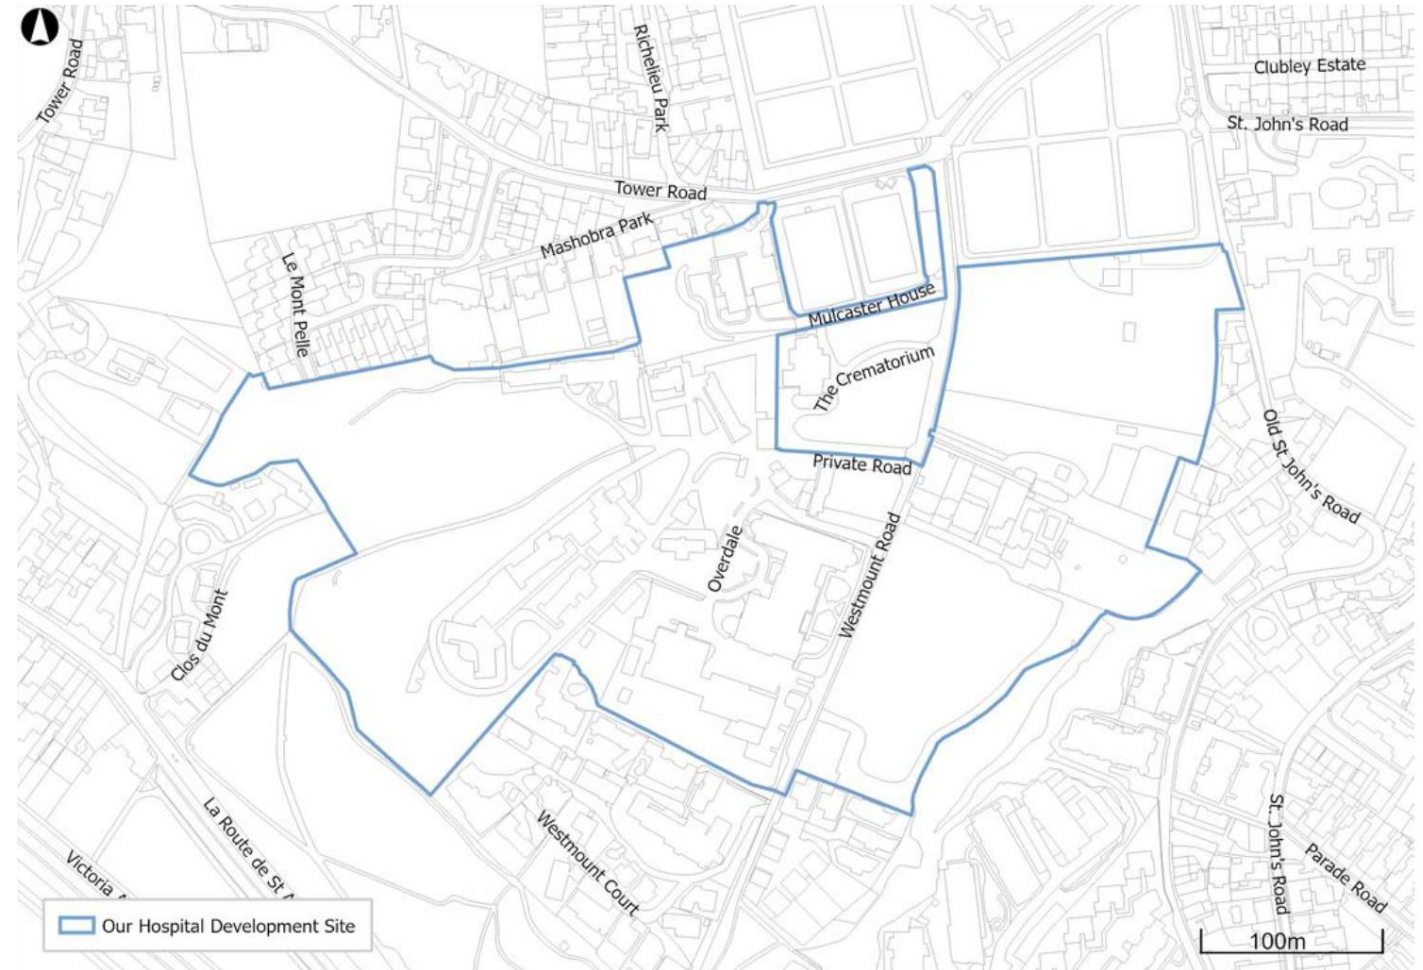 Tower Road
Richelieu Park
Clubley Estate
St. John's Road
Tower Road
Mashobra Park
Le Mont Pelle
Mulcaster House
The Crematorium
Private Road
Old St John's Road
Overdale
Westmount Road
Clos du Mont
La Route de St A
Victoria A
Westmount Court
St. John's Road
Parade Road
Our Hospital Development Site
100m